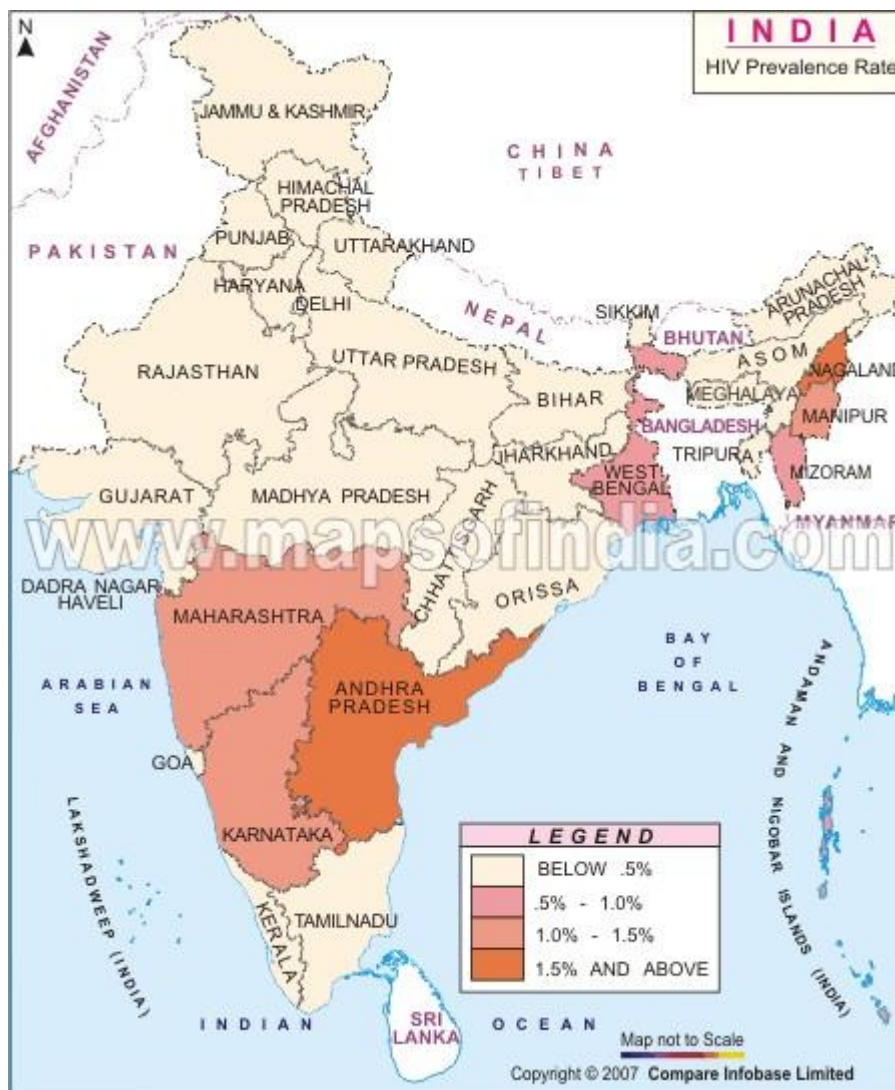 N
INDIA
HIV Prevalence Rate
AFGHANISTAN
JAMMU & KASHMIR
CHINA
TIBET
HIMACHAL
PRADESH
PUNJAB
UTTARAKHAND
PAKISTAN
HARYANA
DELHI
NEPAL
SIKKIM
ARUNACHAL
PRADESH
BHUTAN
RAJASTHAN
UTTAR PRADESH
ASOM
NAGALAND
BIHAR
MEGHALAYA
MANIPUR
BANGLADESH
JHARKHAND
TRIPURA
WEST
BENGAL
MIZORAM
GUJARAT
MADHYA PRADESH
CHHATTISGARH
MYANMAR
www.mapsofindia.com
DADRA NAGAR
HAVELI
ORISSA
MAHARASHTRA
BAY
OF
BENGAL
ARABIAN
SEA
ANDHRA
PRADESH
ANDAMAN AND NIGOBAR ISLANDS (INDIA)
GOA
LAKSHADWEEP (INDIA)
KARNATAKA
LEGEND
BELOW .5%
.5% - 1.0%
1.0% - 1.5%
1.5% AND ABOVE
KERALA
TAMILNADU
SRI
LANKA
INDIAN OCEAN
Map not to Scale
Copyright © 2007 Compare Infobase Limited